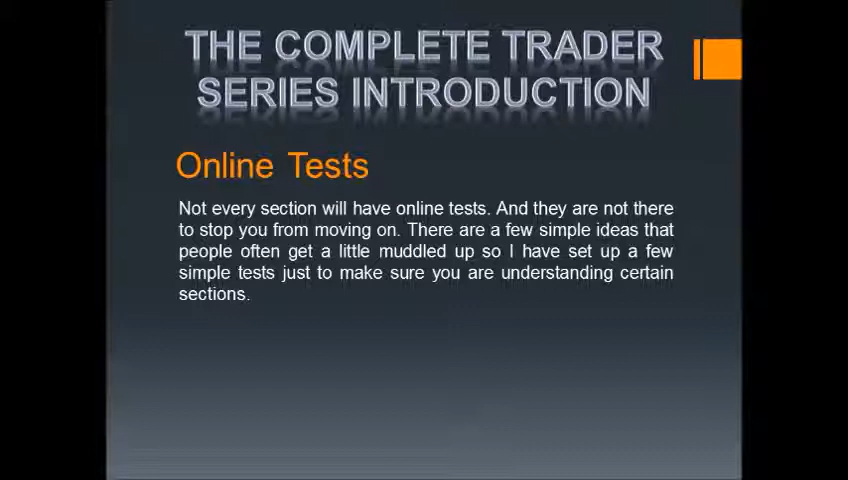 THE COMPLETE TRADER
SERIES INTRODUCTION
Online Tests
Not every section will have online tests. And they are not there
to stop you from moving on. There are a few simple ideas that
people often get a little muddled up so I have set up a few
simple tests just to make sure you are understanding certain
sections.